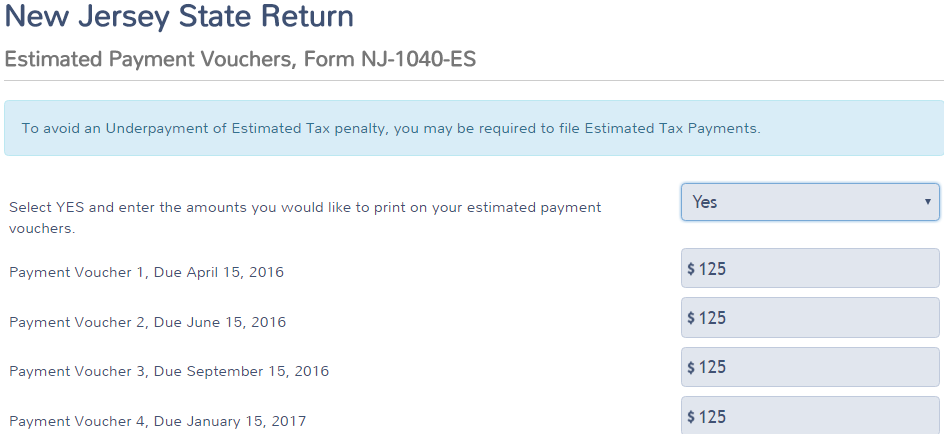 New Jersey State Return
Estimated Payment Vouchers, Form NJ-1040-ES
To avoid an Underpayment of Estimated Tax penalty, you may be required to file Estimated Tax Payments.
Select YES and enter the amounts you would like to print on your estimated payment
vouchers.
Yes
Payment Voucher 1, Due April 15, 2016
$ 125
Payment Voucher 2, Due June 15, 2016
$ 125
Payment Voucher 3, Due September 15, 2016
$ 125
Payment Voucher 4, Due January 15, 2017
$ 125